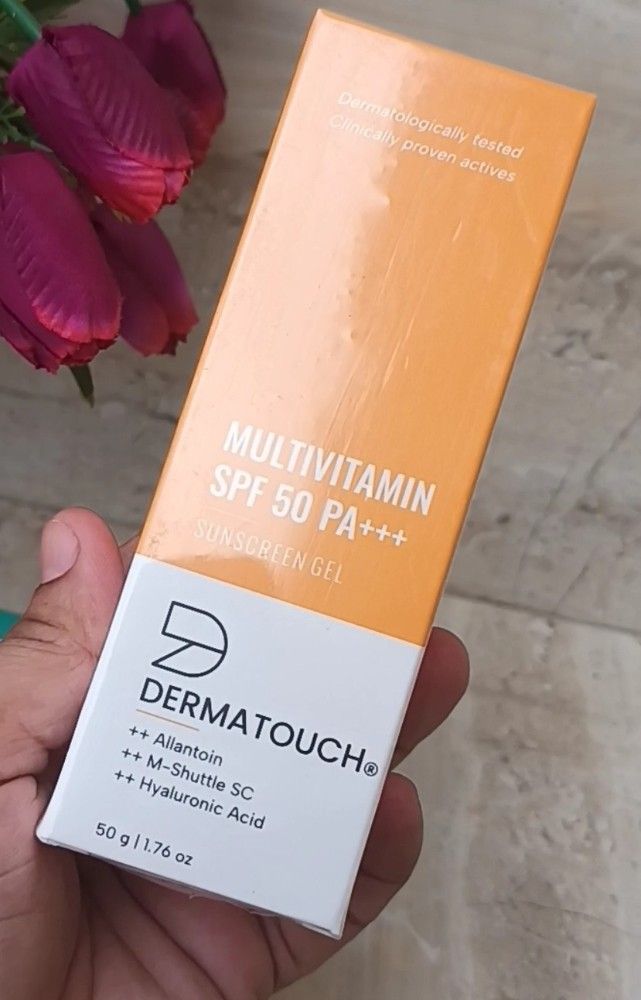 Dermatologically tested
Clinically proven actives
MULTIVITAMIN
SPF 50 PA+++
SUNSCREEN GEL
DERMATOUCH®
++ Allantoin
++ M-Shuttle SC
++ Hyaluronic Acid
50 g | 1.76 oz